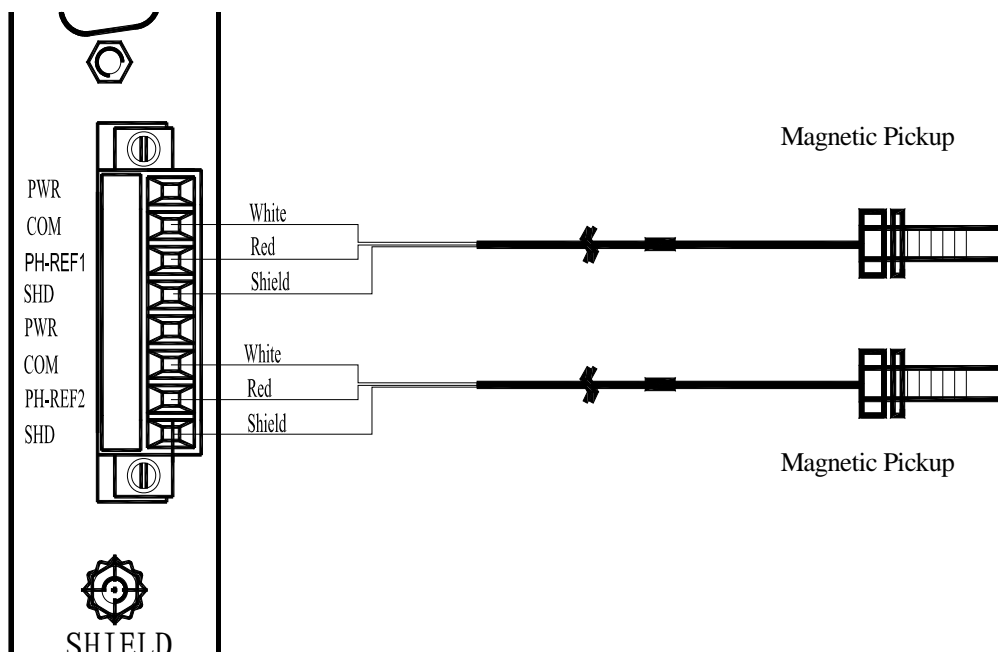 Magnetic Pickup
PWR
COM
PH-REF1
SHD
PWR
COM
PH-REF2
SHD
White
Red
Shield
White
Red
Shield
Magnetic Pickup
SHIELD